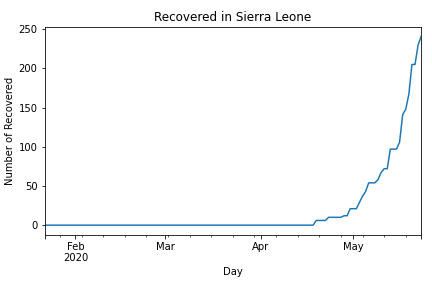 Recovered in Sierra Leone
250
200
150
100
50
0
Number of Recovered
Feb
2020
Mar
Apr
May
Day